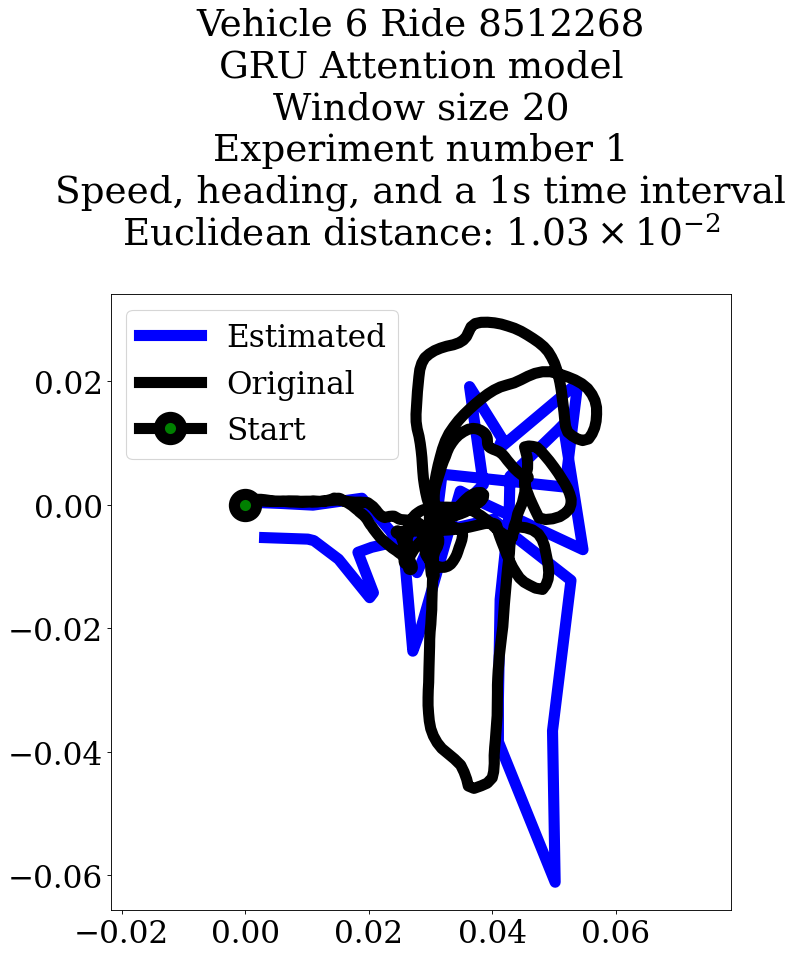 Vehicle 6 Ride 8512268
GRU Attention model
Window size 20
Experiment number 1
Speed, heading, and a 1s time interval
Euclidean distance: 1.03 × 10⁻²
Estimated
Original
Start
0.02
0.00
−0.02
−0.04
−0.06
−0.02 0.00 0.02 0.04 0.06